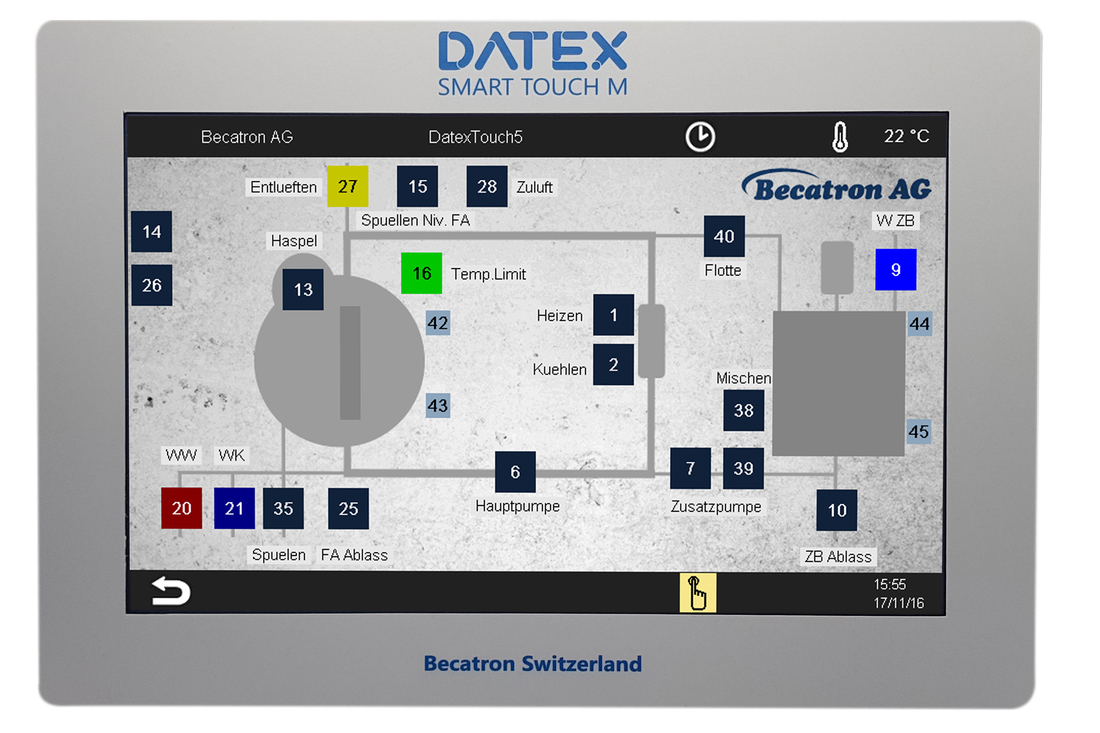 DATEX
SMART TOUCH M
Becatron AG DatexTouch5 22 °C
Entlueften 27 15 28 Zuluft
Becatron AG
Spuellen Niv. FA
W ZB
14
Haspel
40
26
13
16 Temp.Limit
Flotte
9
Heizen 1
42
44
Kuehlen 2
Mischen
43
38
45
WW WK
6
7 39
Hauptpumpe
Zusatzpumpe
20 21 35 25
10
Spuelen FA Ablass
ZB Ablass
15:55
17/11/16
Becatron Switzerland